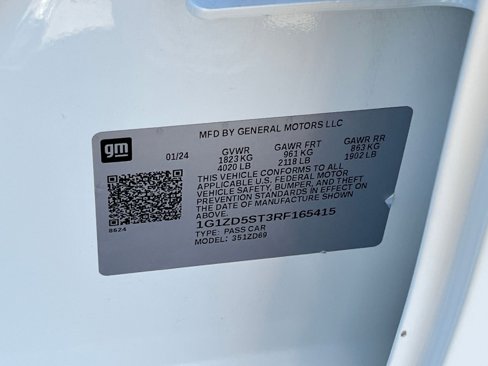 MFD BY GENERAL MOTORS LLC
gm
01/24
GVWR GAWR FRT GAWR RR
1823 KG 961 KG 863 KG
4020 LB 2118 LB 1902 LB
THIS VEHICLE CONFORMS TO ALL
APPLICABLE U.S. FEDERAL MOTOR
VEHICLE SAFETY, BUMPER, AND THEFT
PREVENTION STANDARDS IN EFFECT ON
THE DATE OF MANUFACTURE SHOWN
ABOVE.
8624
1G1ZD5ST3RF165415
TYPE: PASS CAR
MODEL: 351ZD69